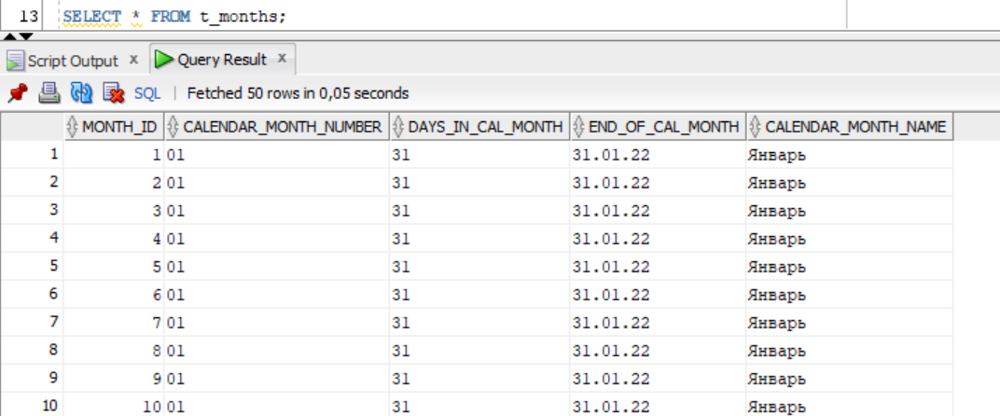 13 SELECT * FROM t_months;
Script Output x Query Result x
SQL | Fetched 50 rows in 0,05 seconds
MONTH_ID CALENDAR_MONTH_NUMBER DAYS_IN_CAL_MONTH END_OF_CAL_MONTH CALENDAR_MONTH_NAME
1 1 01 31 31.01.22 Январь
2 2 01 31 31.01.22 Январь
3 3 01 31 31.01.22 Январь
4 4 01 31 31.01.22 Январь
5 5 01 31 31.01.22 Январь
6 6 01 31 31.01.22 Январь
7 7 01 31 31.01.22 Январь
8 8 01 31 31.01.22 Январь
9 9 01 31 31.01.22 Январь
10 10 01 31 31.01.22 Январь